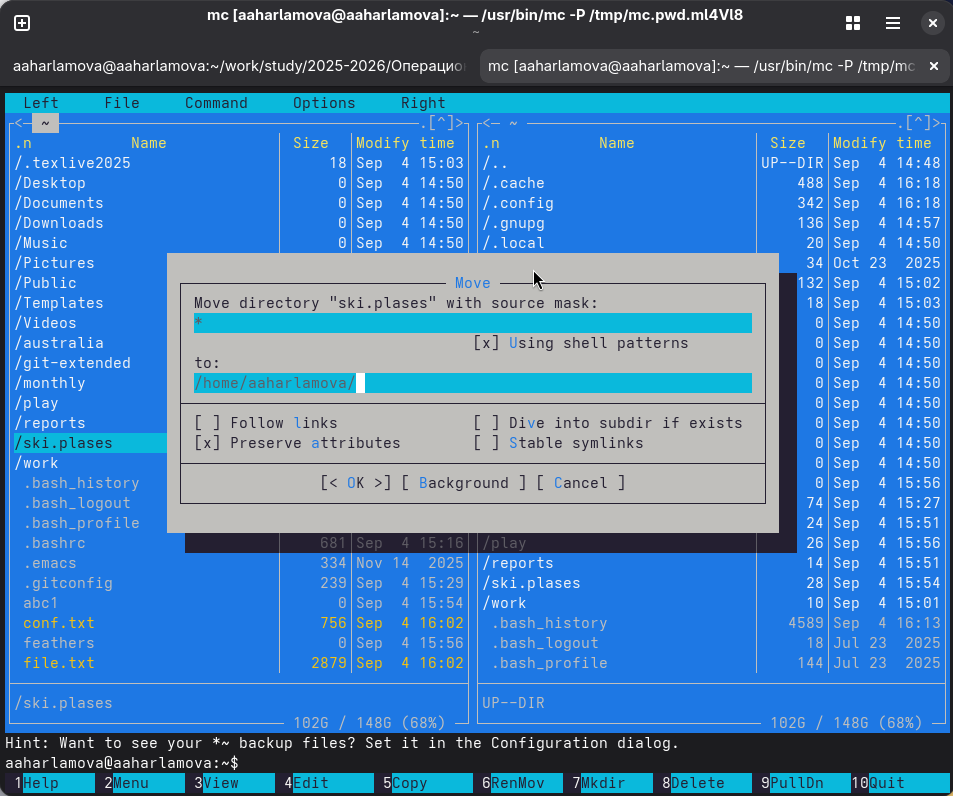 mc [aaharlamova@aaharlamova]:~ — /usr/bin/mc -P /tmp/mc.pwd.ml4Vl8
~
aaharlamova@aaharlamova:~/work/study/2025-2026/Операцио mc [aaharlamova@aaharlamova]:~ — /usr/bin/mc -P /tmp/mc
Left File Command Options Right
<— ~ .[^]> <— ~ .[^]>
.n Name Size Modify time .n Name Size Modify time
/.texlive2025 18 Sep 4 15:03 /.. UP--DIR Sep 4 14:48
/Desktop 0 Sep 4 14:50 /.cache 488 Sep 4 16:18
/Documents 0 Sep 4 14:50 /.config 342 Sep 4 16:18
/Downloads 0 Sep 4 14:50 /.gnupg 136 Sep 4 14:57
/Music 0 Sep 4 14:50 /.local 20 Sep 4 14:50
/Pictures 34 Oct 23 2025
/Public 132 Sep 4 15:02
/Templates 18 Sep 4 15:03
/Videos 0 Sep 4 14:50
/australia 0 Sep 4 14:50
/git-extended 0 Sep 4 14:50
/monthly 0 Sep 4 14:50
/play 0 Sep 4 14:50
/reports 0 Sep 4 14:50
/ski.plases 0 Sep 4 14:50
/work 0 Sep 4 14:50
.bash_history 0 Sep 4 15:56
.bash_logout 74 Sep 4 15:27
.bash_profile 24 Sep 4 15:51
Move
Move directory "ski.plases" with source mask:
*
[x] Using shell patterns
to:
/home/aaharlamova/
[ ] Follow links [ ] Dive into subdir if exists
[x] Preserve attributes [ ] Stable symlinks
[< OK >] [ Background ] [ Cancel ]
.bashrc 681 Sep 4 15:16 /play 26 Sep 4 15:56
.emacs 334 Nov 14 2025 /reports 14 Sep 4 15:51
.gitconfig 239 Sep 4 15:29 /ski.plases 28 Sep 4 15:54
abc1 0 Sep 4 15:54 /work 10 Sep 4 15:01
conf.txt 756 Sep 4 16:02 .bash_history 4589 Sep 4 16:13
feathers 0 Sep 4 15:56 .bash_logout 18 Jul 23 2025
file.txt 2879 Sep 4 16:02 .bash_profile 144 Jul 23 2025
/ski.plases UP--DIR
102G / 148G (68%) 102G / 148G (68%)
Hint: Want to see your *~ backup files? Set it in the Configuration dialog.
aaharlamova@aaharlamova:~$
1Help 2Menu 3View 4Edit 5Copy 6RenMov 7Mkdir 8Delete 9PullDn 10Quit